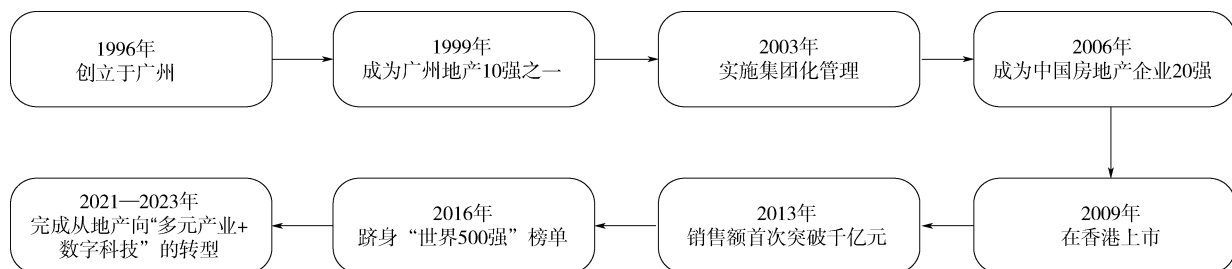 1996年
创立于广州
1999年
成为广州地产10强之一
2003年
实施集团化管理
2006年
成为中国房地产企业20强
2009年
在香港上市
2013年
销售额首次突破千亿元
2016年
跻身“世界500强”榜单
2021—2023年
完成从地产向“多元产业+
数字科技”的转型